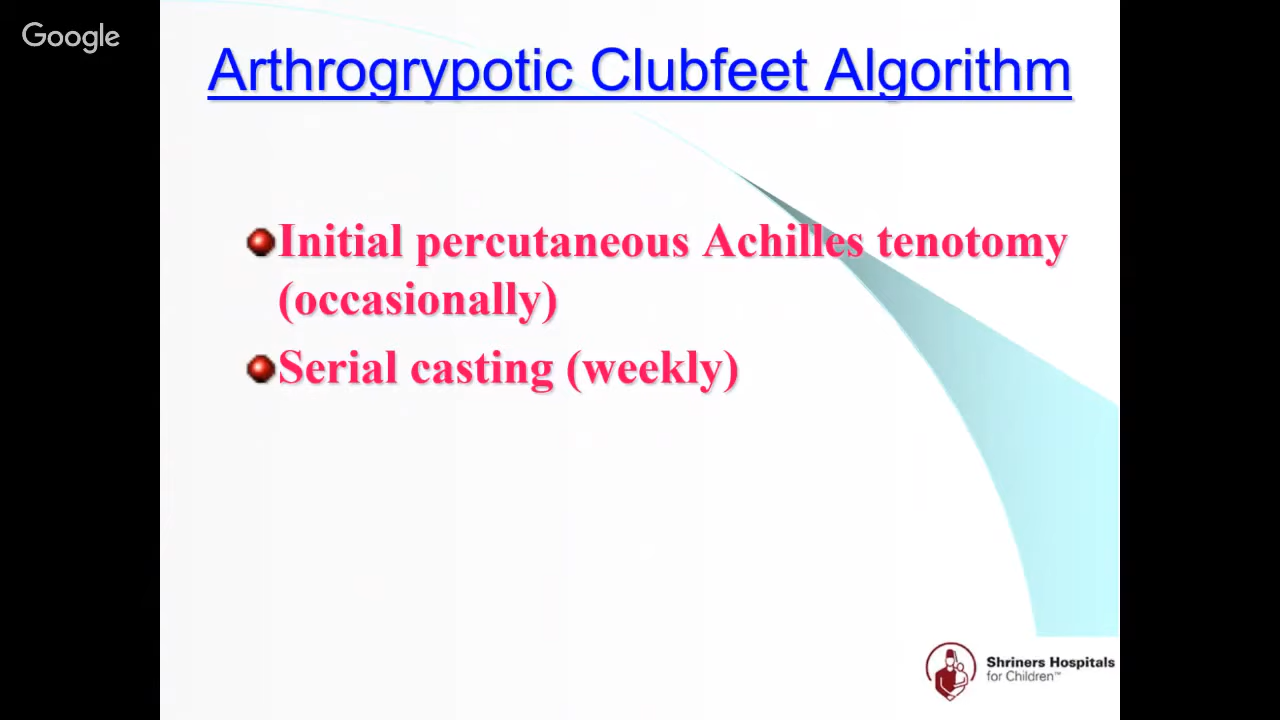 Google
Arthrogrypotic Clubfeet Algorithm
Initial percutaneous Achilles tenotomy
(occasionally)
Serial casting (weekly)
Shriners Hospitals
for Children™